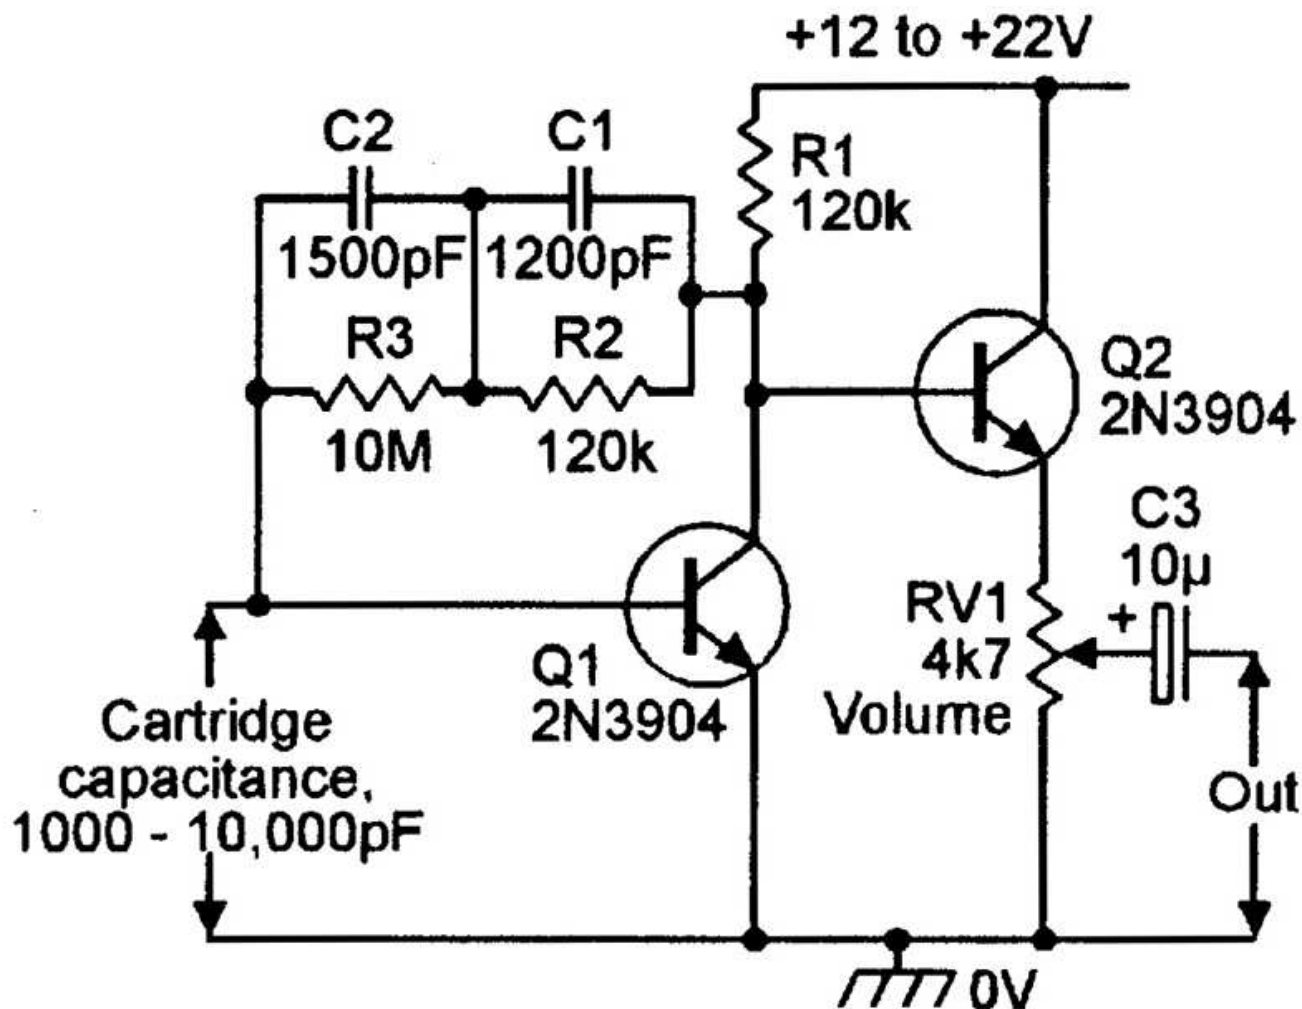 +12 to +22V
C2
C1
R1
120k
1500pF
1200pF
R3
R2
10M
120k
Q2
2N3904
C3
10µ
+
RV1
4k7
Volume
Q1
2N3904
Cartridge
capacitance,
1000 - 10,000pF
Out
0V